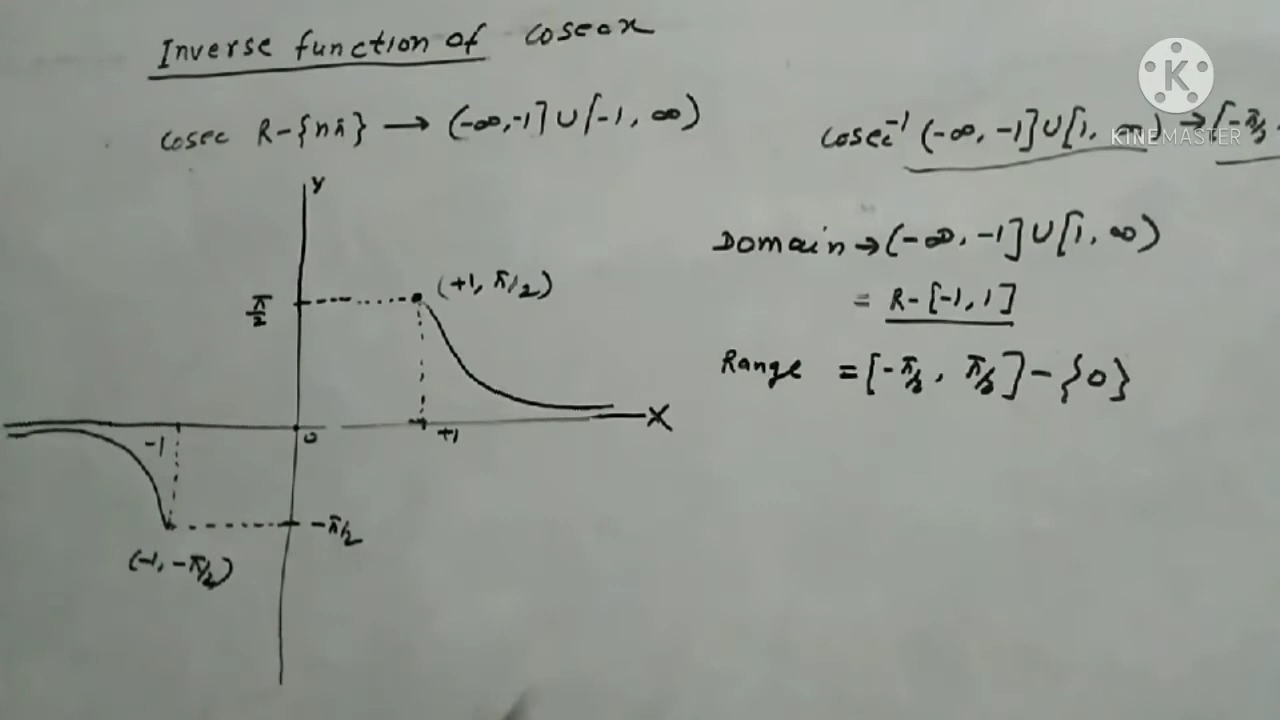 Inverse function of cosecx
cosec R-{nπ} → (-∞,-1]∪[-1, ∞)
cosec⁻¹ (-∞, -1]∪[1, ∞) → [-π/2,
KINEMASTER
Y
π/2
(+1, π/2)
X
-1
0
+1
-π/2
(-1, -π/2)
Domain → (-∞, -1]∪[1, ∞)
= R-[-1,1]
Range = [-π/2, π/2]-{0}